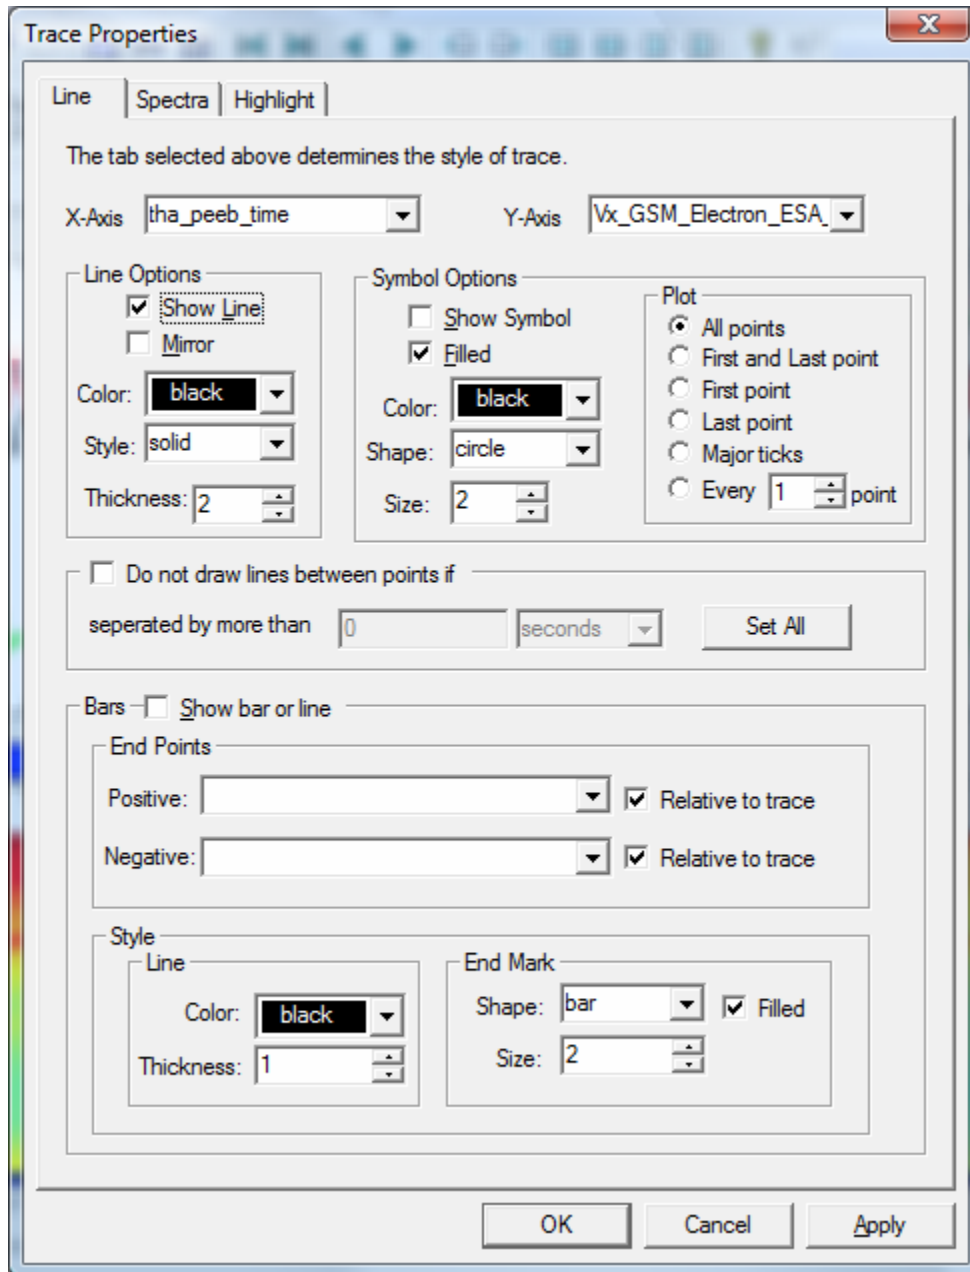 Trace Properties
Line Spectra Highlight
The tab selected above determines the style of trace.
X-Axis tha_peeb_time Y-Axis Vx_GSM_Electron_ESA_
Line Options
Show Line
Mirror
Color: black
Style: solid
Thickness: 2
Symbol Options
Show Symbol
Filled
Color: black
Shape: circle
Size: 2
Plot
All points
First and Last point
First point
Last point
Major ticks
Every 1 point
Do not draw lines between points if
seperated by more than 0 seconds Set All
Bars Show bar or line
End Points
Positive: Relative to trace
Negative: Relative to trace
Style
Line
Color: black
Thickness: 1
End Mark
Shape: bar Filled
Size: 2
OK Cancel Apply